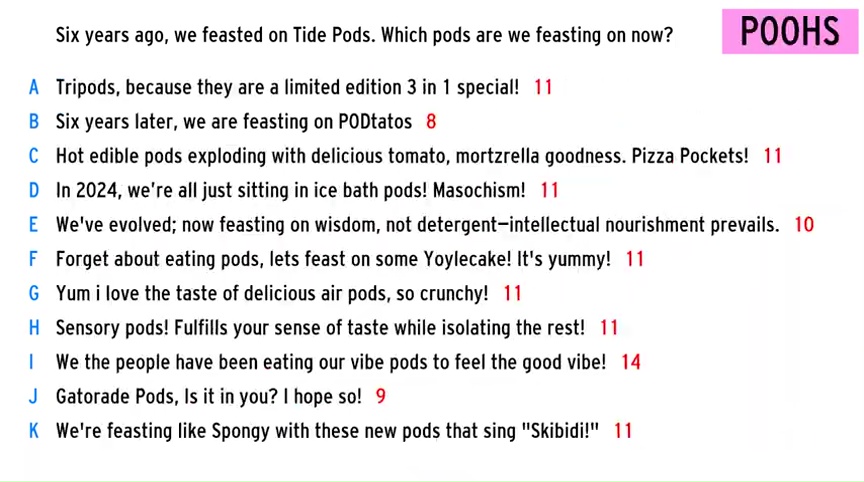 Six years ago, we feasted on Tide Pods. Which pods are we feasting on now?
POOHS
A Tripods, because they are a limited edition 3 in 1 special! 11
B Six years later, we are feasting on PODtatos 8
C Hot edible pods exploding with delicious tomato, mortzrella goodness. Pizza Pockets! 11
D In 2024, we're all just sitting in ice bath pods! Masochism! 11
E We've evolved; now feasting on wisdom, not detergent—intellectual nourishment prevails. 10
F Forget about eating pods, lets feast on some Yoylecake! It's yummy! 11
G Yum i love the taste of delicious air pods, so crunchy! 11
H Sensory pods! Fulfills your sense of taste while isolating the rest! 11
I We the people have been eating our vibe pods to feel the good vibe! 14
J Gatorade Pods, Is it in you? I hope so! 9
K We're feasting like Spongy with these new pods that sing "Skibidi!" 11